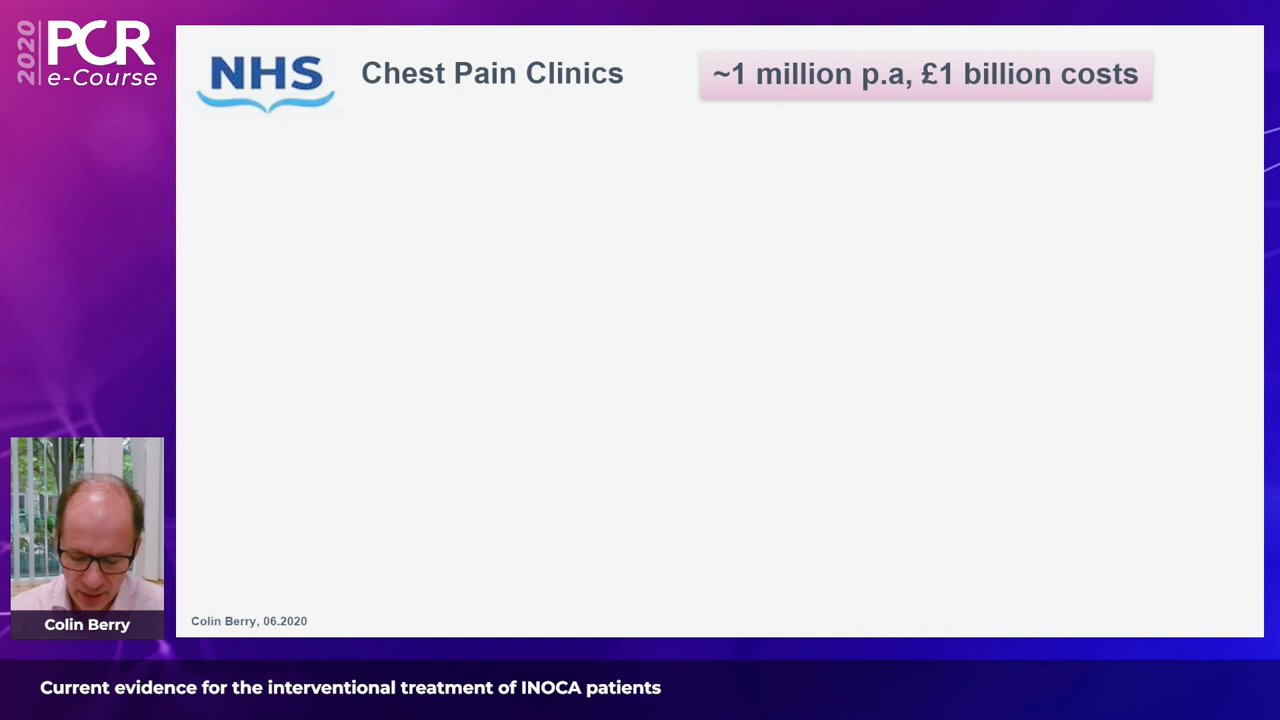 2020
PCR
e-Course
NHS
Chest Pain Clinics
~1 million p.a, £1 billion costs
Colin Berry
Colin Berry, 06.2020
Current evidence for the interventional treatment of INOCA patients